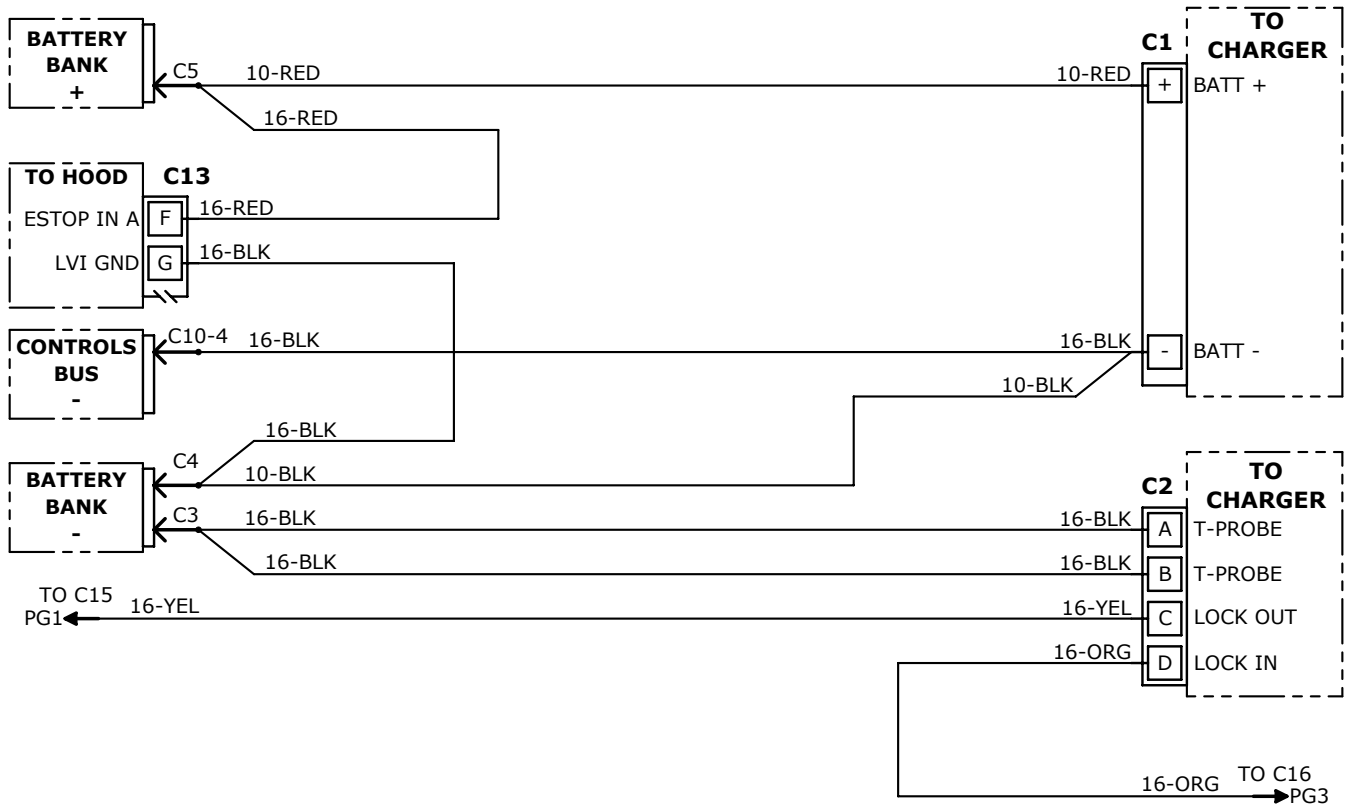 TO
CHARGER
C1
BATTERY
BANK
+
C5
10-RED
10-RED
+
BATT +
16-RED
TO HOOD
C13
ESTOP IN A
F
16-RED
LVI GND
G
16-BLK
CONTROLS
BUS
-
C10-4
16-BLK
16-BLK
-
BATT -
10-BLK
16-BLK
BATTERY
BANK
-
C4
10-BLK
C3
16-BLK
TO
CHARGER
C2
16-BLK
A
T-PROBE
16-BLK
16-BLK
B
T-PROBE
TO C15
PG1
16-YEL
16-YEL
C
LOCK OUT
16-ORG
D
LOCK IN
16-ORG
TO C16
PG3